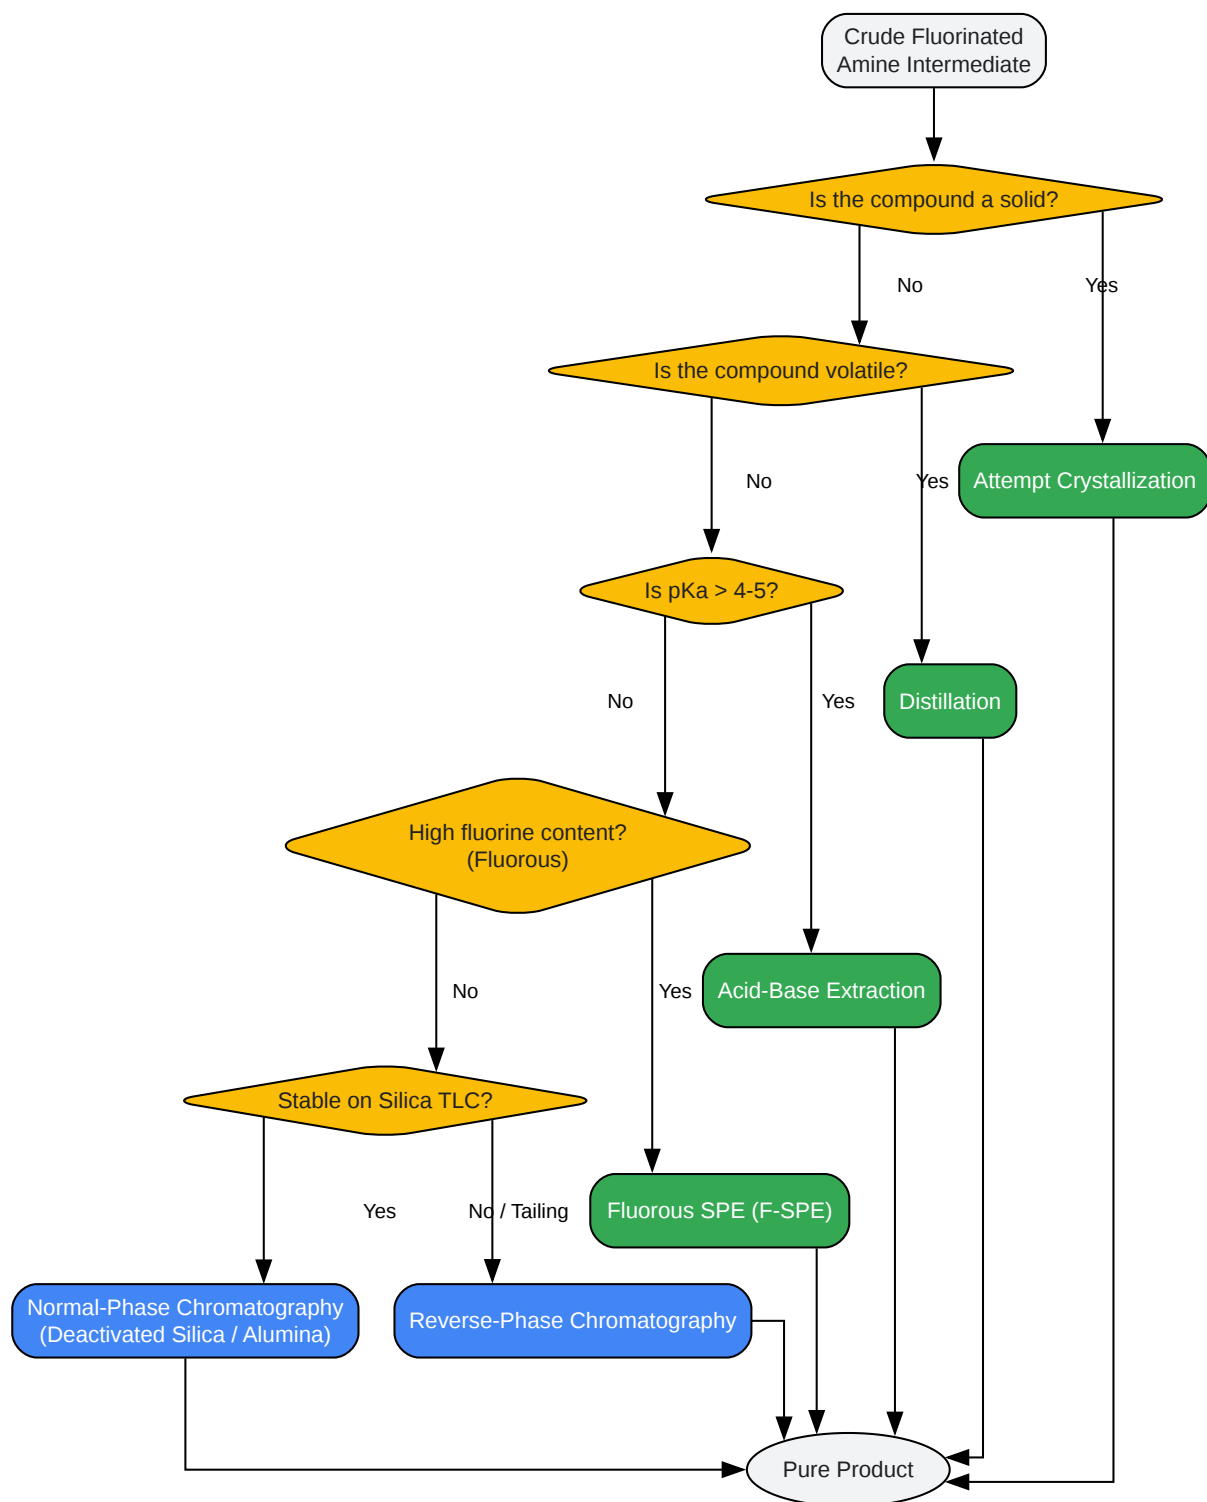 Crude Fluorinated
Amine Intermediate
Is the compound a solid?
No
Yes
Is the compound volatile?
No
Yes
Attempt Crystallization
Is pKa > 4-5?
No
Yes
Distillation
High fluorine content?
(Fluorous)
No
Yes
Acid-Base Extraction
Stable on Silica TLC?
Yes
No / Tailing
Fluorous SPE (F-SPE)
Normal-Phase Chromatography
(Deactivated Silica / Alumina)
Reverse-Phase Chromatography
Pure Product